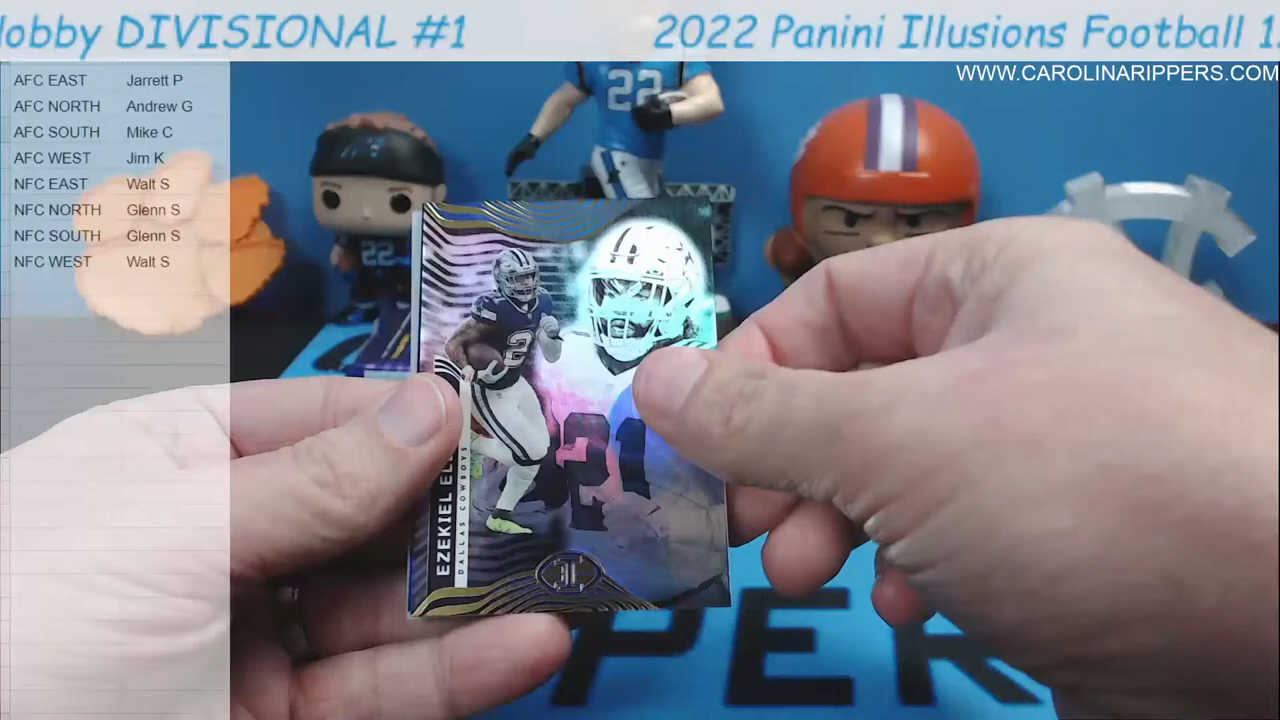 Hobby DIVISIONAL #1
2022 Panini Illusions Football 1
WWW.CAROLINARIPPERS.COM
AFC EAST Jarrett P
AFC NORTH Andrew G
AFC SOUTH Mike C
AFC WEST Jim K
NFC EAST Walt S
NFC NORTH Glenn S
NFC SOUTH Glenn S
NFC WEST Walt S
22
22
2
21
EZEKIEL EL
DALLAS COWBOYS
PER